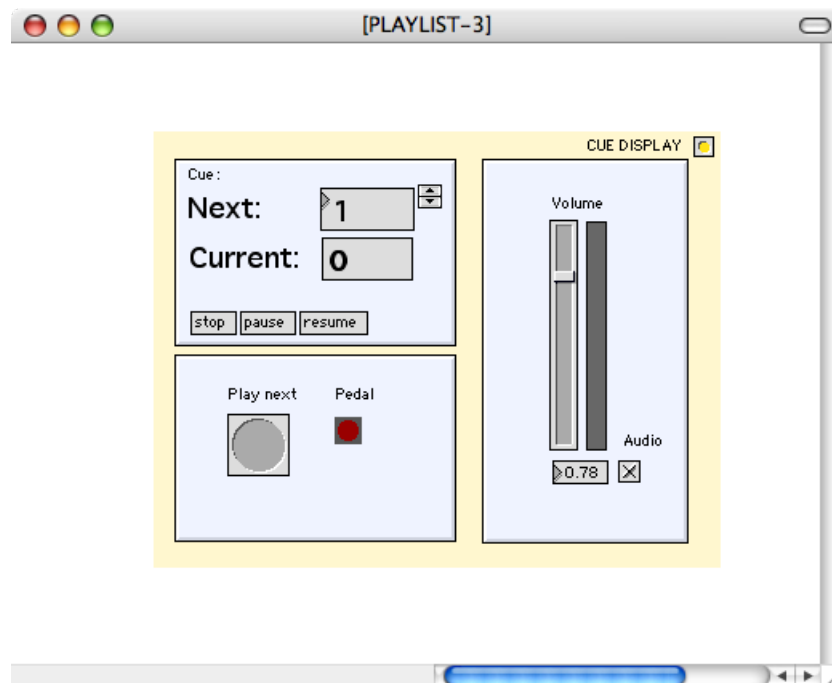 [PLAYLIST-3]
CUE DISPLAY
Cue:
Next: 1
Current: 0
stop pause resume
Play next Pedal
Volume
Audio
0.78